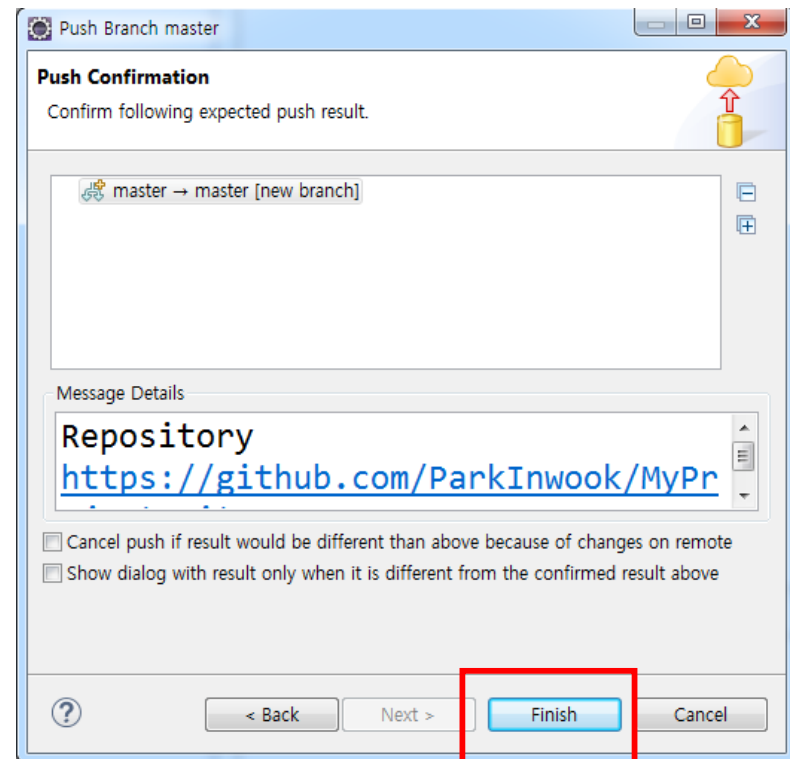 Push Branch master
Push Confirmation
Confirm following expected push result.
master → master [new branch]
Message Details
Repository
https://github.com/ParkInwook/MyPr
Cancel push if result would be different than above because of changes on remote
Show dialog with result only when it is different from the confirmed result above
< Back
Next >
Finish
Cancel